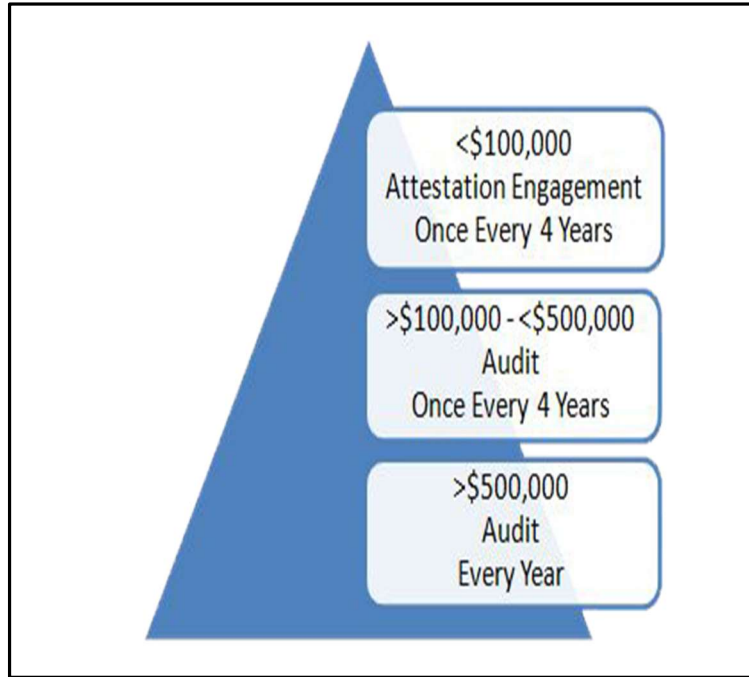 <$100,000
Attestation Engagement
Once Every 4 Years
>$100,000 - <$500,000
Audit
Once Every 4 Years
>$500,000
Audit
Every Year